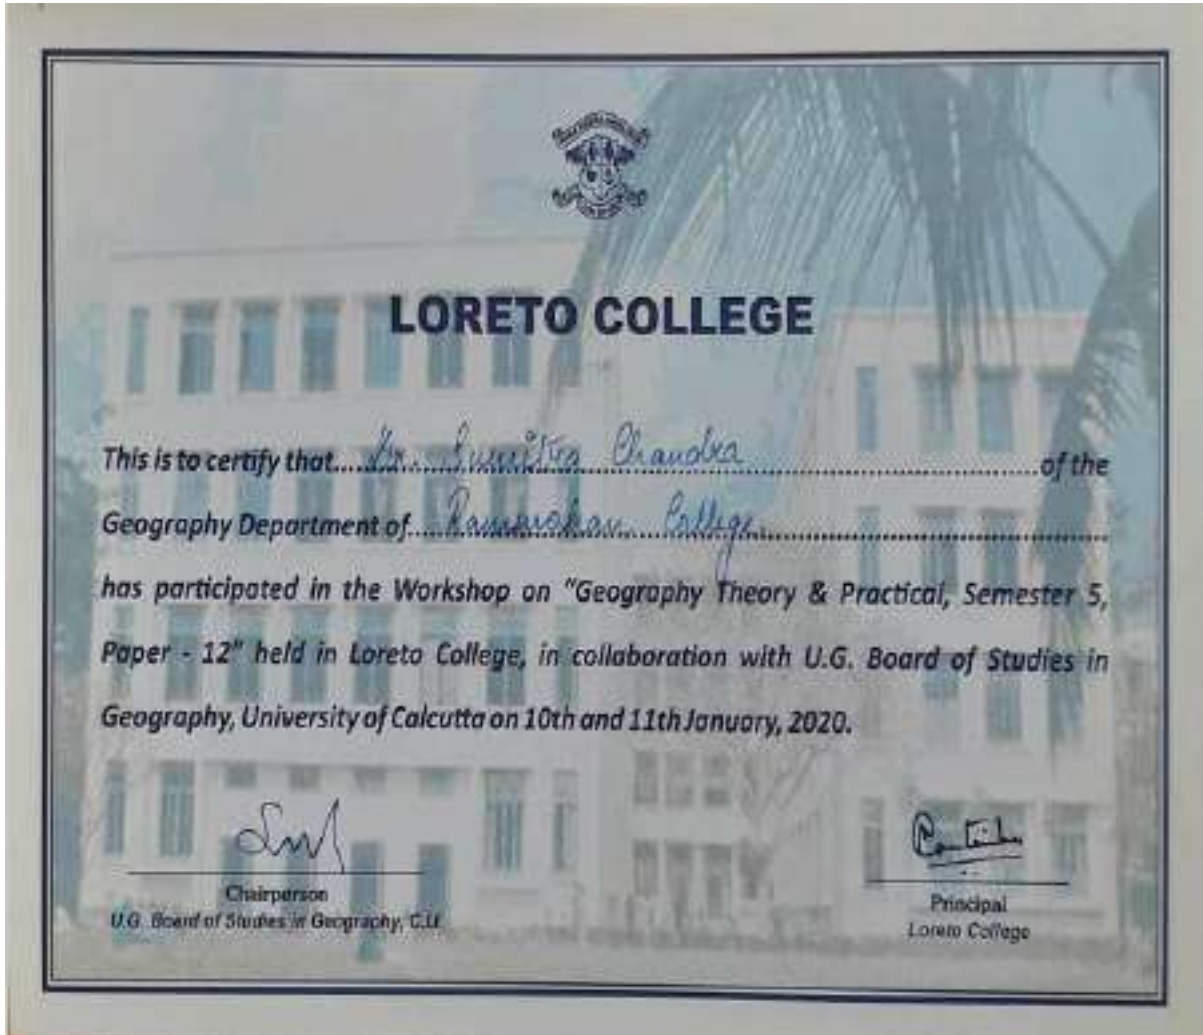 LORETO COLLEGE
This is to certify that.... Dr. Sumitra Chandra ....of the
Geography Department of.... Rammohan College. ....
has participated in the Workshop on "Geography Theory & Practical, Semester 5,
Paper - 12" held in Loreto College, in collaboration with U.G. Board of Studies in
Geography, University of Calcutta on 10th and 11th January, 2020.
Chairperson
U.G. Board of Studies in Geography, C.U.
Principal
Loreto College